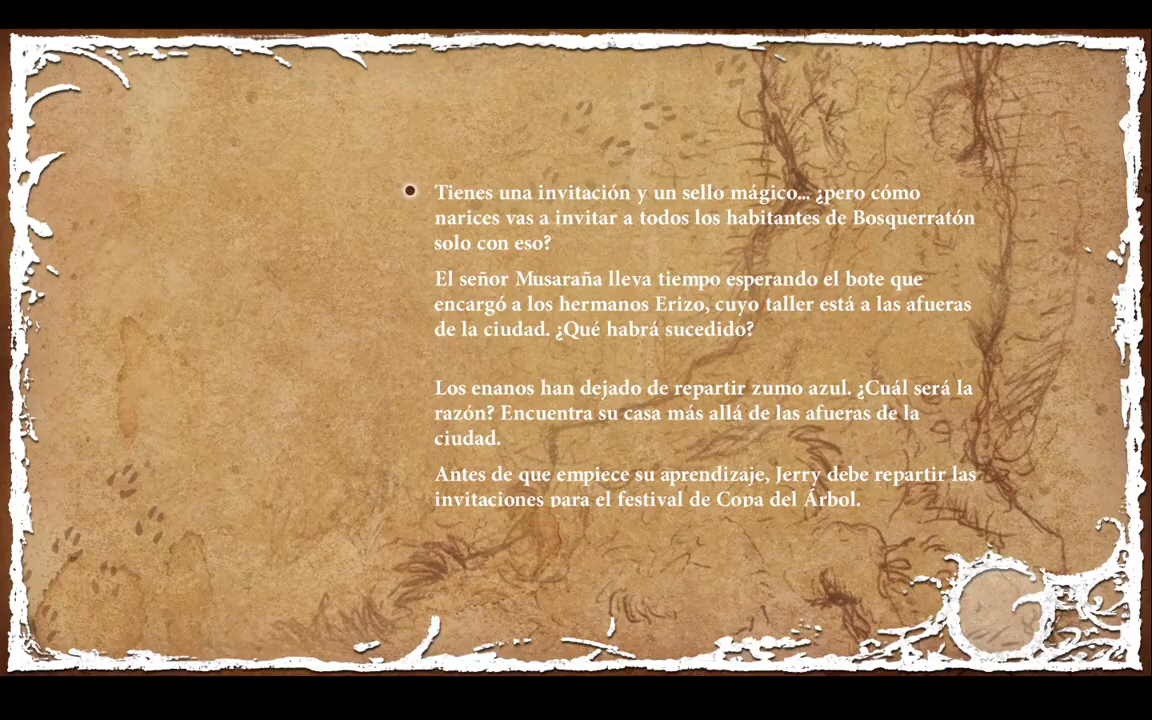 Tienes una invitación y un sello mágico... ¿pero cómo
narices vas a invitar a todos los habitantes de Bosquerratón
solo con eso?
El señor Musaraña lleva tiempo esperando el bote que
encargó a los hermanos Erizo, cuyo taller está a las afueras
de la ciudad. ¿Qué habrá sucedido?
Los enanos han dejado de repartir zumo azul. ¿Cuál será la
razón? Encuentra su casa más allá de las afueras de la
ciudad.
Antes de que empiece su aprendizaje, Jerry debe repartir las
invitaciones para el festival de Copa del Árbol.